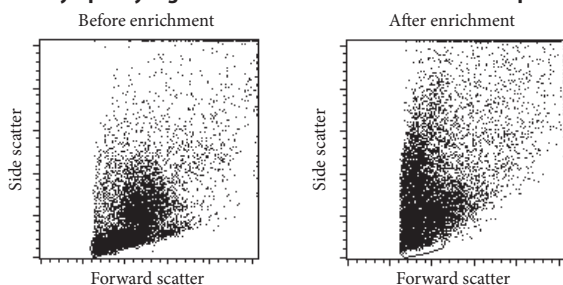 Before enrichment
After enrichment
Side scatter
Forward scatter
Side scatter
Forward scatter